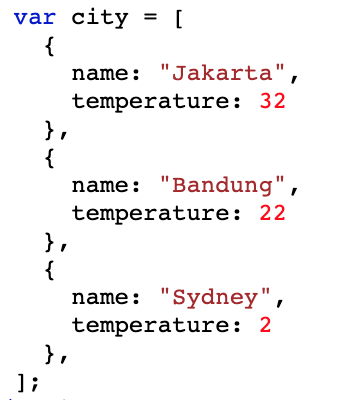 var city = [
  {
    name: "Jakarta",
    temperature: 32
  },
  {
    name: "Bandung",
    temperature: 22
  },
  {
    name: "Sydney",
    temperature: 2
  },
];